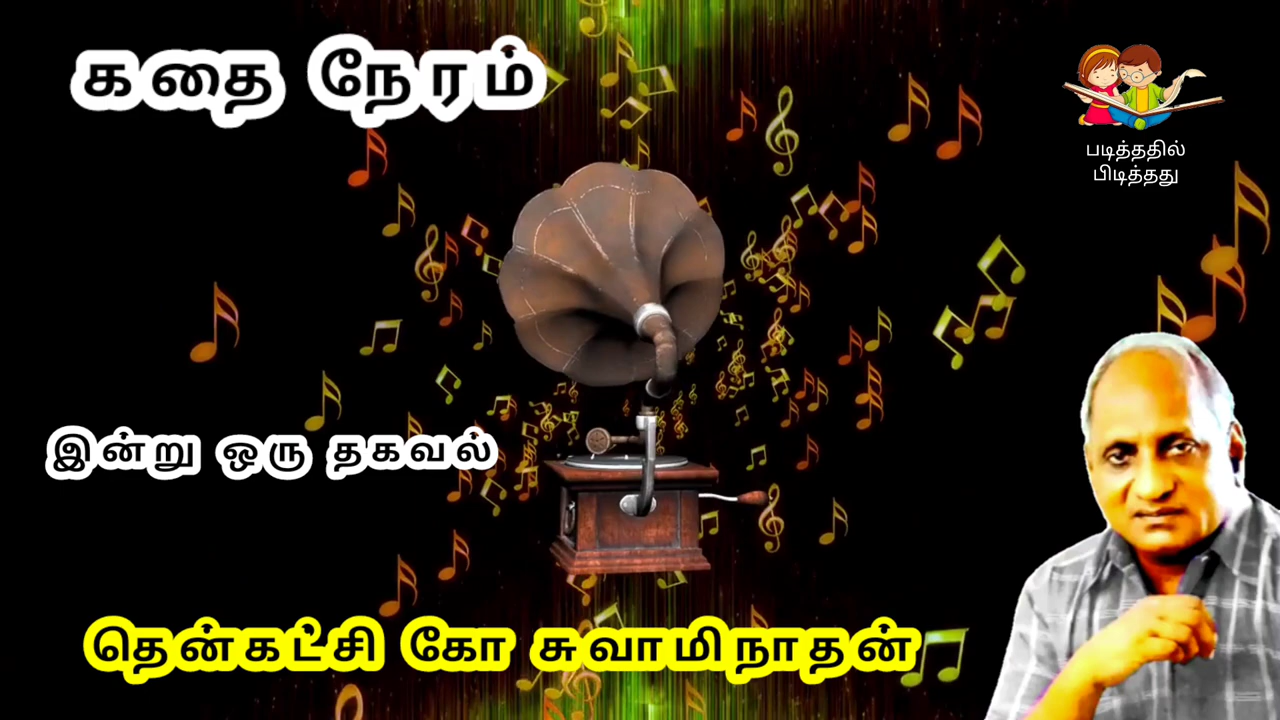 கதை நேரம்
படித்ததில்
பிடித்தது
இன்று ஒரு தகவல்
தென்கட்சி கோ சுவாமிநாதன்